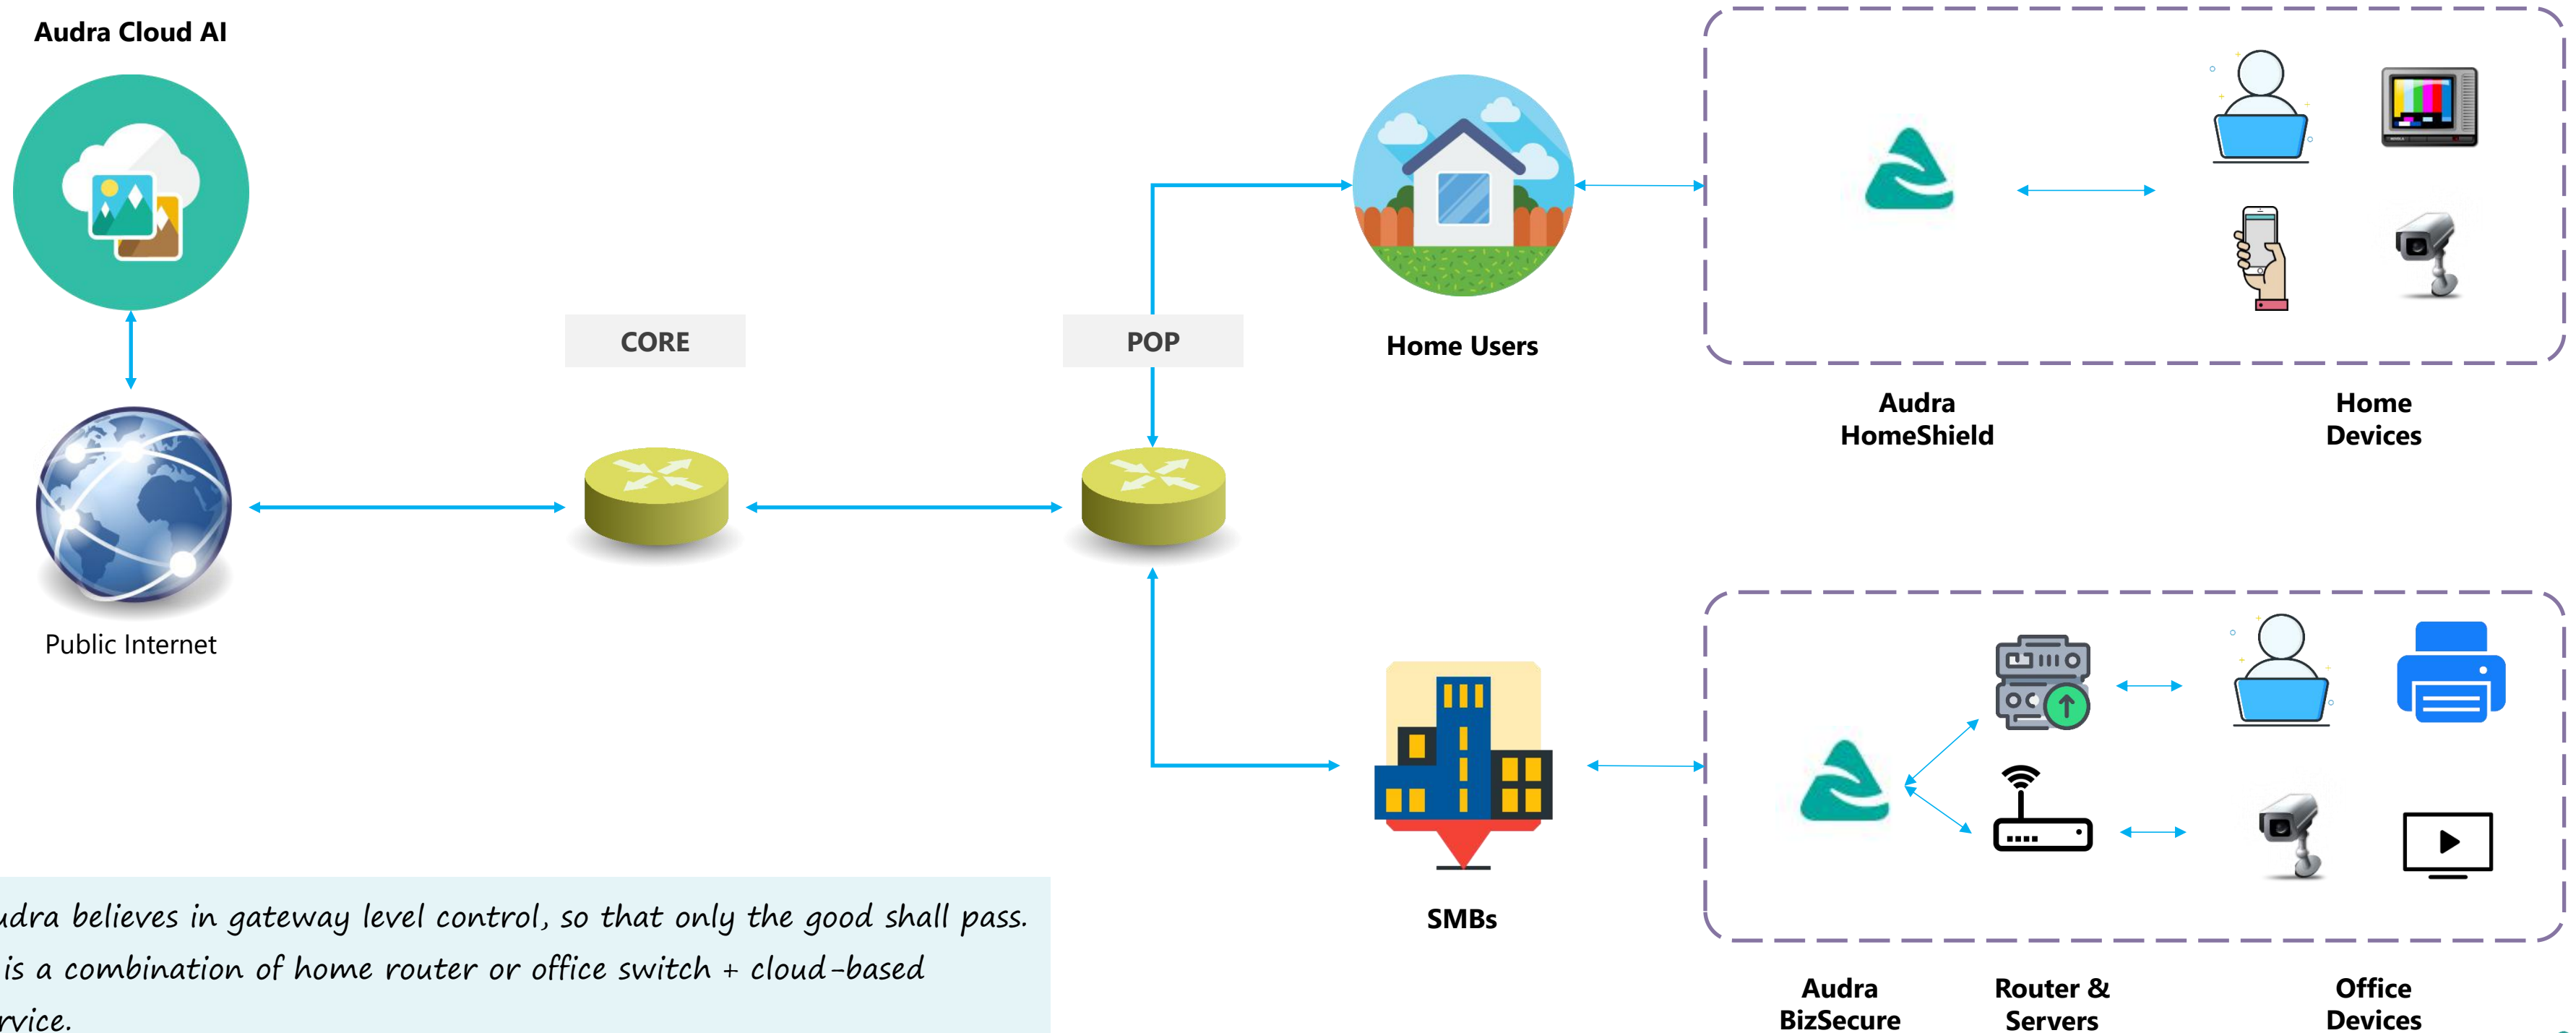 Audra Cloud AI
CORE
POP
Home Users
Audra
HomeShield
Home
Devices
Public Internet
SMBs
udra believes in gateway level control, so that only the good shall pass.
is a combination of home router or office switch + cloud-based
rvice.
Audra
BizSecure
Router &
Servers
Office
Devices